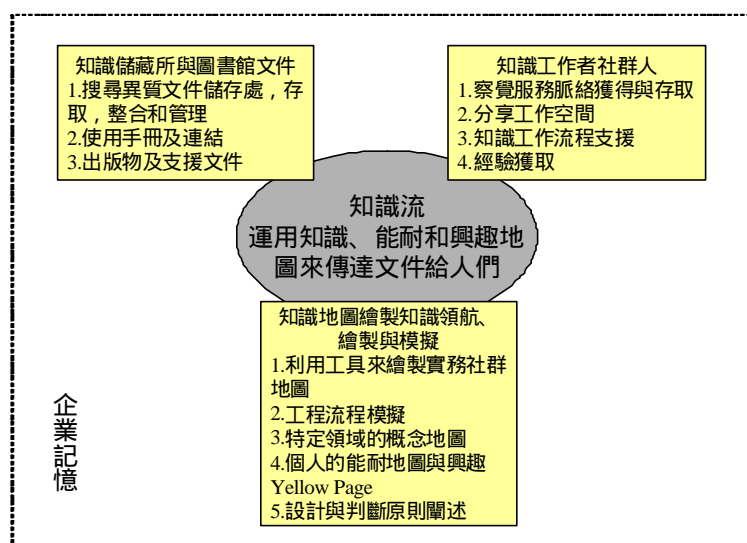 知識儲藏所與圖書館文件
1.搜尋異質文件儲存處，存
取，整合和管理
2.使用手冊及連結
3.出版物及支援文件
知識工作者社群人
1.察覺服務脈絡獲得與存取
2.分享工作空間
3.知識工作流程支援
4.經驗獲取
知識流
運用知識、能耐和興趣地
圖來傳達文件給人們
知識地圖繪製知識領航、
繪製與模擬
1.利用工具來繪製實務社群
地圖
2.工程流程模擬
3.特定領域的概念地圖
4.個人的能耐地圖與興趣
Yellow Page
5.設計與判斷原則闡述
企業記憶